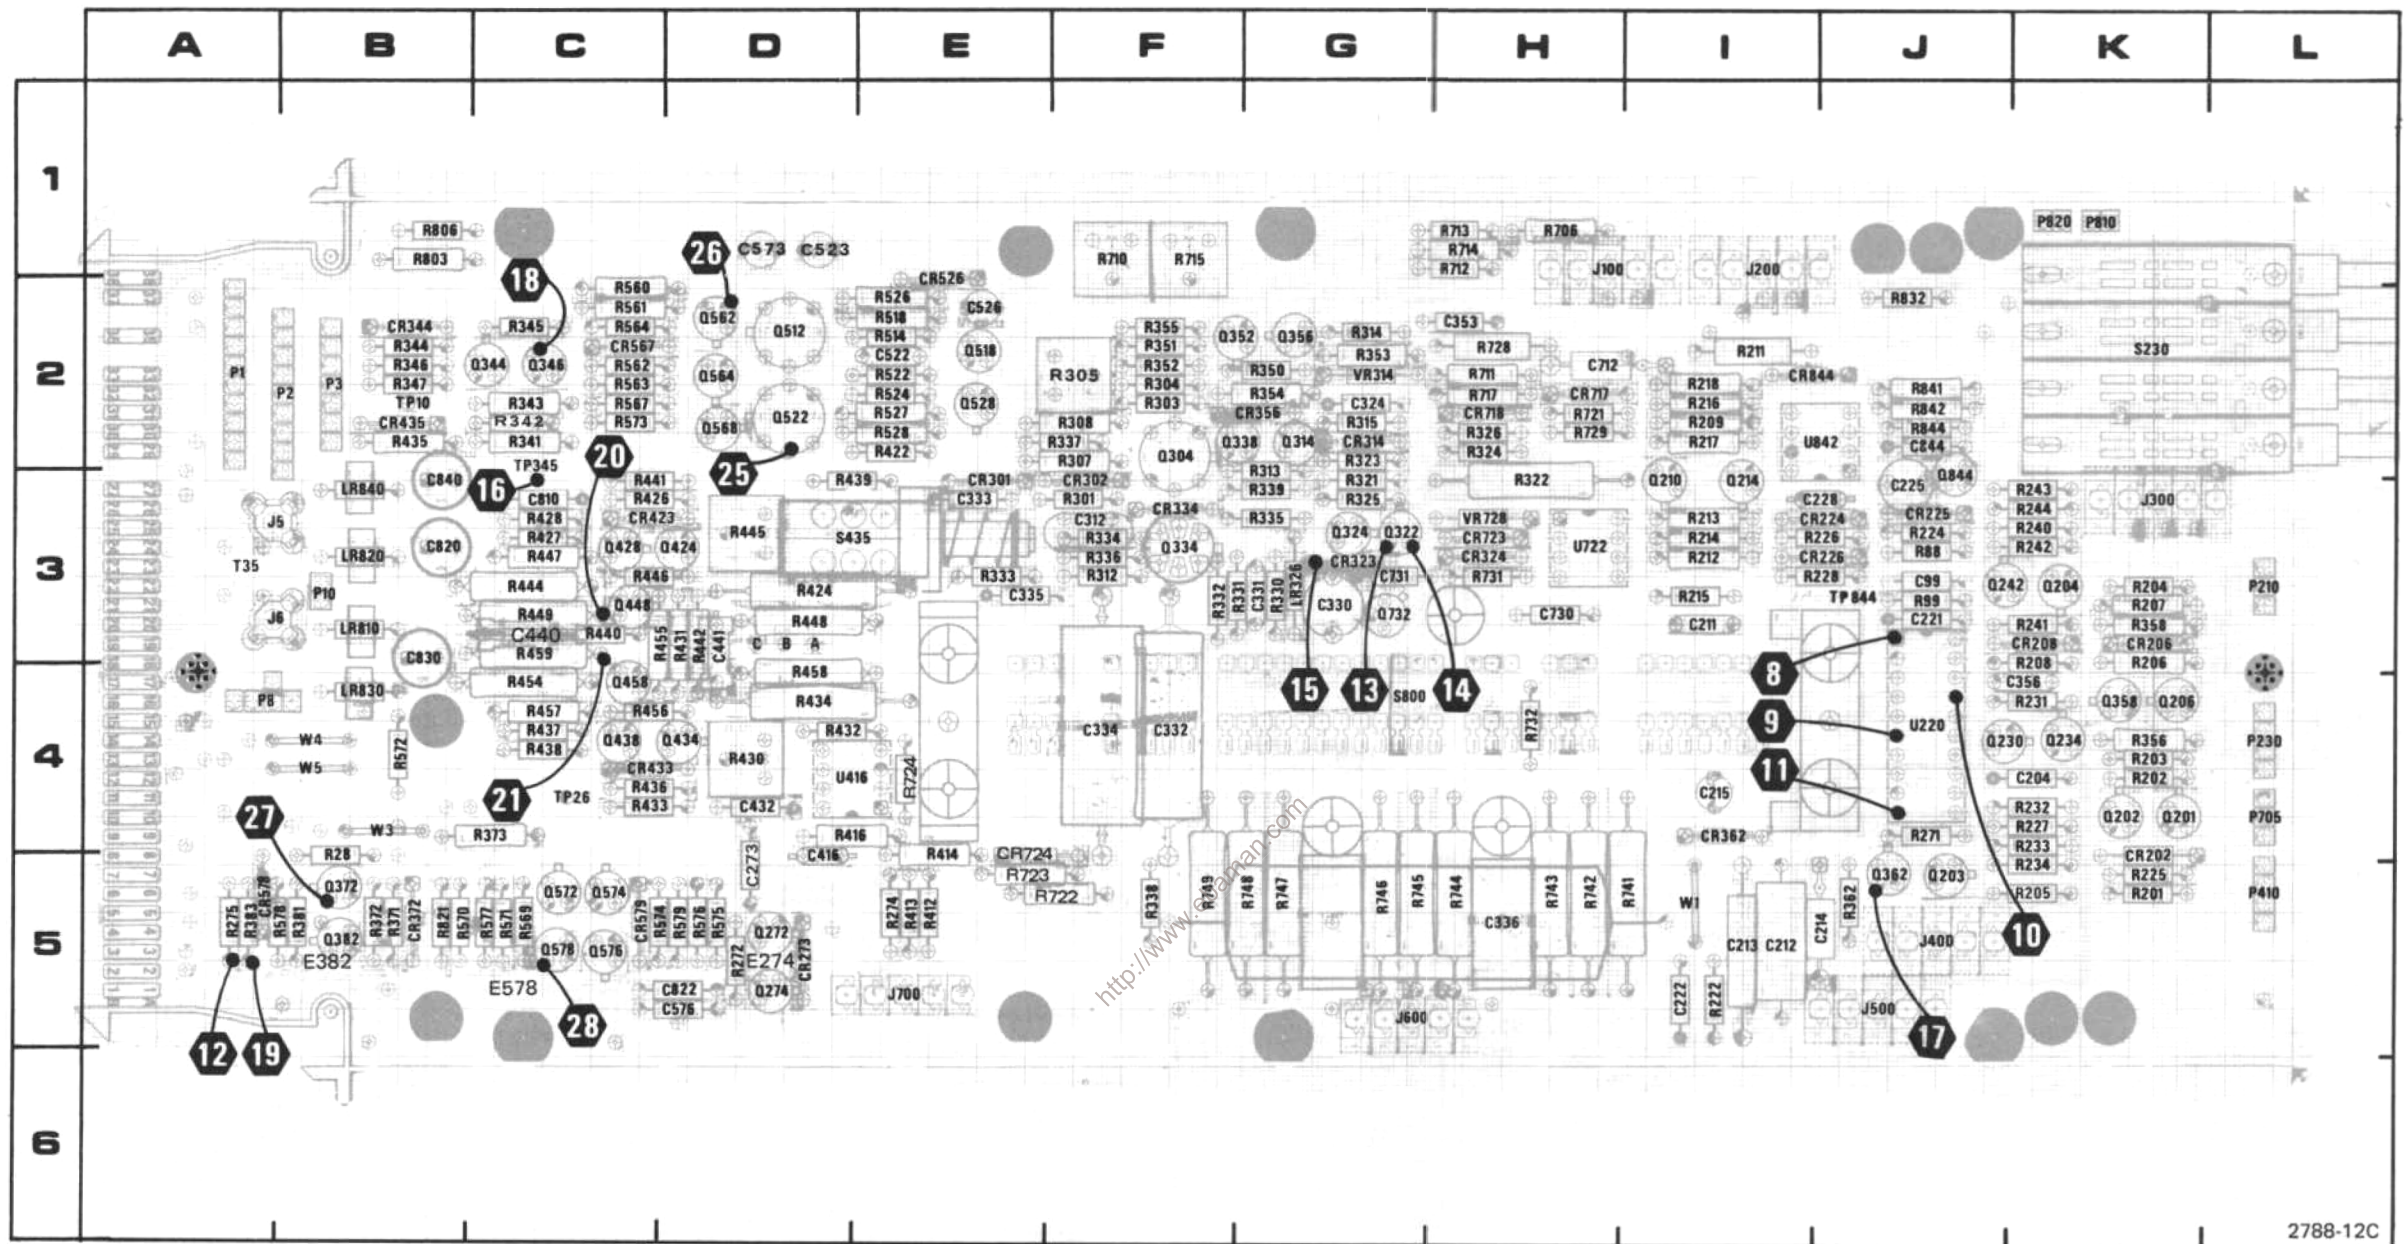 A B C D E F G H I J K L
1
R806 R713 R706 P820 P810
26 C573 C523 R714
R803 R710 R715 R712 J100 J200
18 CR526
R560 R526 C526 R832
R561 Q562 R518
CR344 R345 R564 Q512 R514 R355 Q352 Q356 R314 C353
R344 CR567 C522 Q518 R351 R353 R728 R211 S230
2 P1 P2 P3 R346 Q344 Q346 R562 Q564 R522 R305 R352 R350 VR314 R711 C712 CR844
R347 R563 R524 R304 R354 R717 CR717 R218 R841
TP10 R343 R567 Q522 R527 Q528 R303 CR356 C324 CR718 R721 R216 R842
CR435 R342 R573 Q568 R528 R308 R315 R326 R729 R209 R844
R435 R341 R422 R337 Q338 Q314 CR314 R324 R217 U842 C844
20 25 R307 Q304 R323
TP345 R313
LR840 C840 16 R441 R439 CR301 CR302 R321 R322 Q210 Q214 C225 Q844 R243 J300
C810 R426 C333 R301 R339 R325 C228
J5 R428 CR423 R445 S435 C312 CR334 R335 VR728 R213 CR224 CR225 R244
R427 Q428 Q424 R334 Q324 Q322 CR723 U722 R214 R226 R224 R240
T35 LR820 C820 R447 R336 Q334 CR324 R212 CR226 R88 R242
3 R446 R333 R312 CR323 C731 R731 R228 C99
P10 R444 R424 C335 R332 R331 C331 R330 LR326 R215 TP844 R99 Q242 Q204 R204 P210
J6 R449 Q448 R448 C330 Q732 C730 C211 C221 R207
LR810 C440 R440 R455 R431 R442 C441 C B A R241 R358
C830 R459 CR208 CR206
8 R208 R206
P8 LR830 R454 Q458 R458 15 13 S800 14 C356
R457 R456 R434 R231 Q358 Q206
R437 R432 C334 C332 R732 9 U220
4 W4 R572 R438 Q438 Q434 Q230 Q234 R356 P230
W5 CR433 R430 U416 R724 11 R203
21 R436 C204 R202
27 TP26 R433 C432 C215 R232
W3 R373 R416 CR362 R271 R227 Q202 Q201 P705
R28 C273 C416 R414 CR724 R233 CR202
Q372 Q572 Q574 R723 Q362 Q203 R234 R225
R722 R205 R201 P410
R275 R383 CR578 R578 R381 R372 R371 CR372 R821 R570 R577 R571 R569 CR579 R574 R579 R576 R575 R274 R413 R412 R338 R749 R748 R747 R746 R745 R744 C336 R743 R742 R741 W1 R362
5 Q382 Q578 Q576 R272 Q272 CR273 C213 C212 C214 J400 10
E382 E274
E578 C822 Q274 J700 C222 R222
28 C576 J600 J500
12 19 17
http://www.eleaman.com
6
2788-12C